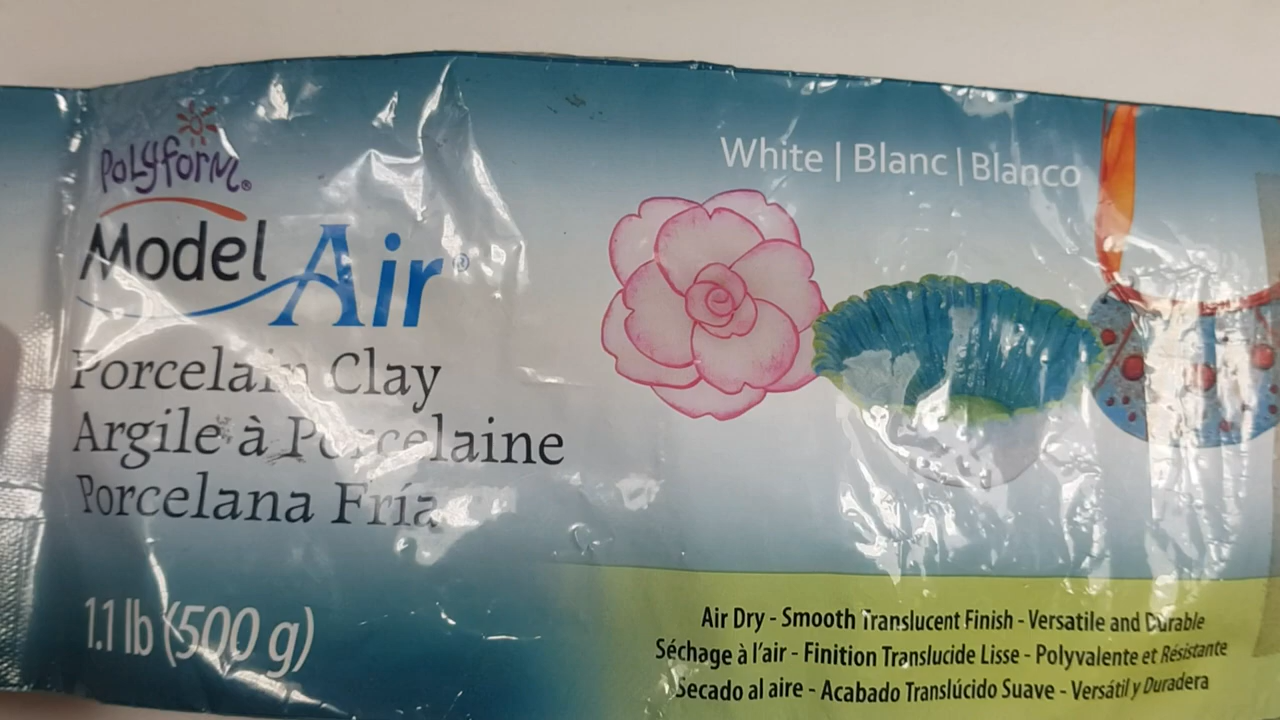 Polyform®
Model Air®
Porcelain Clay
Argile à Porcelaine
Porcelana Fría
1.1 lb (500 g)
White | Blanc | Blanco
Air Dry - Smooth Translucent Finish - Versatile and Durable
Séchage à l'air - Finition Translucide Lisse - Polyvalente et Résistante
Secado al aire - Acabado Translúcido Suave - Versátil y Duradera